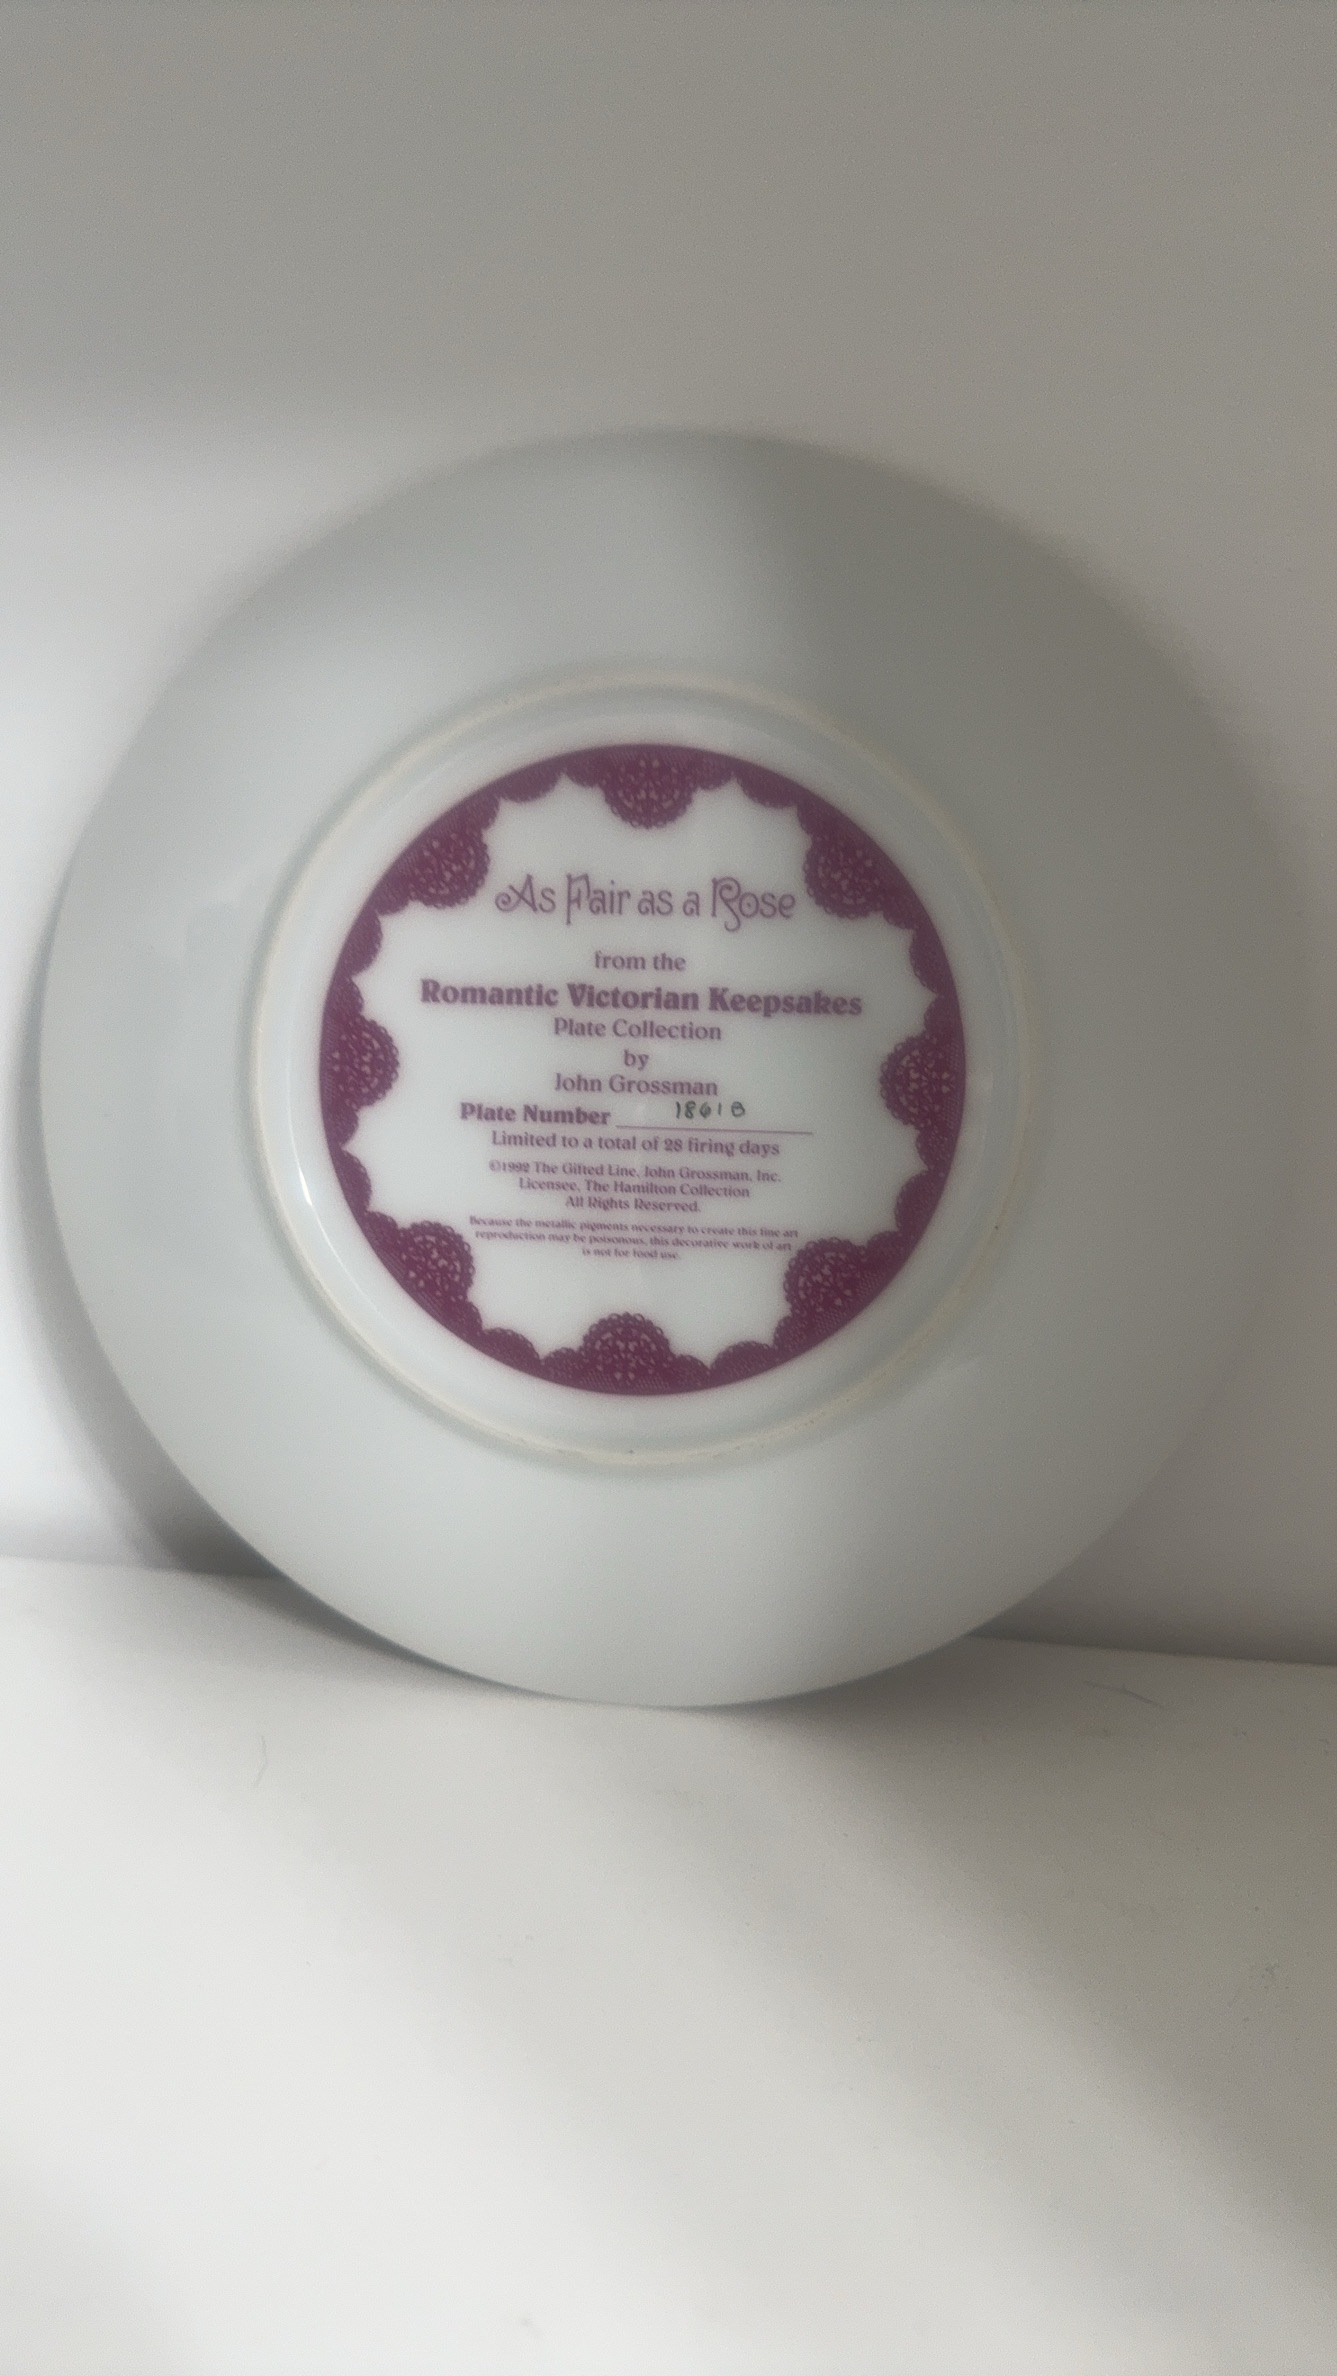 As Fair as a Rose
from the
Romantic Victorian Keepsakes
Plate Collection
by
John Grossman
Plate Number 1861B
Limited to a total of 28 firing days
©1992 The Gifted Line, John Grossman, Inc.
Licensee, The Hamilton Collection
All Rights Reserved.
Because the metallic pigments necessary to create this fine art
reproduction may be poisonous, this decorative work of art
is not for food use.